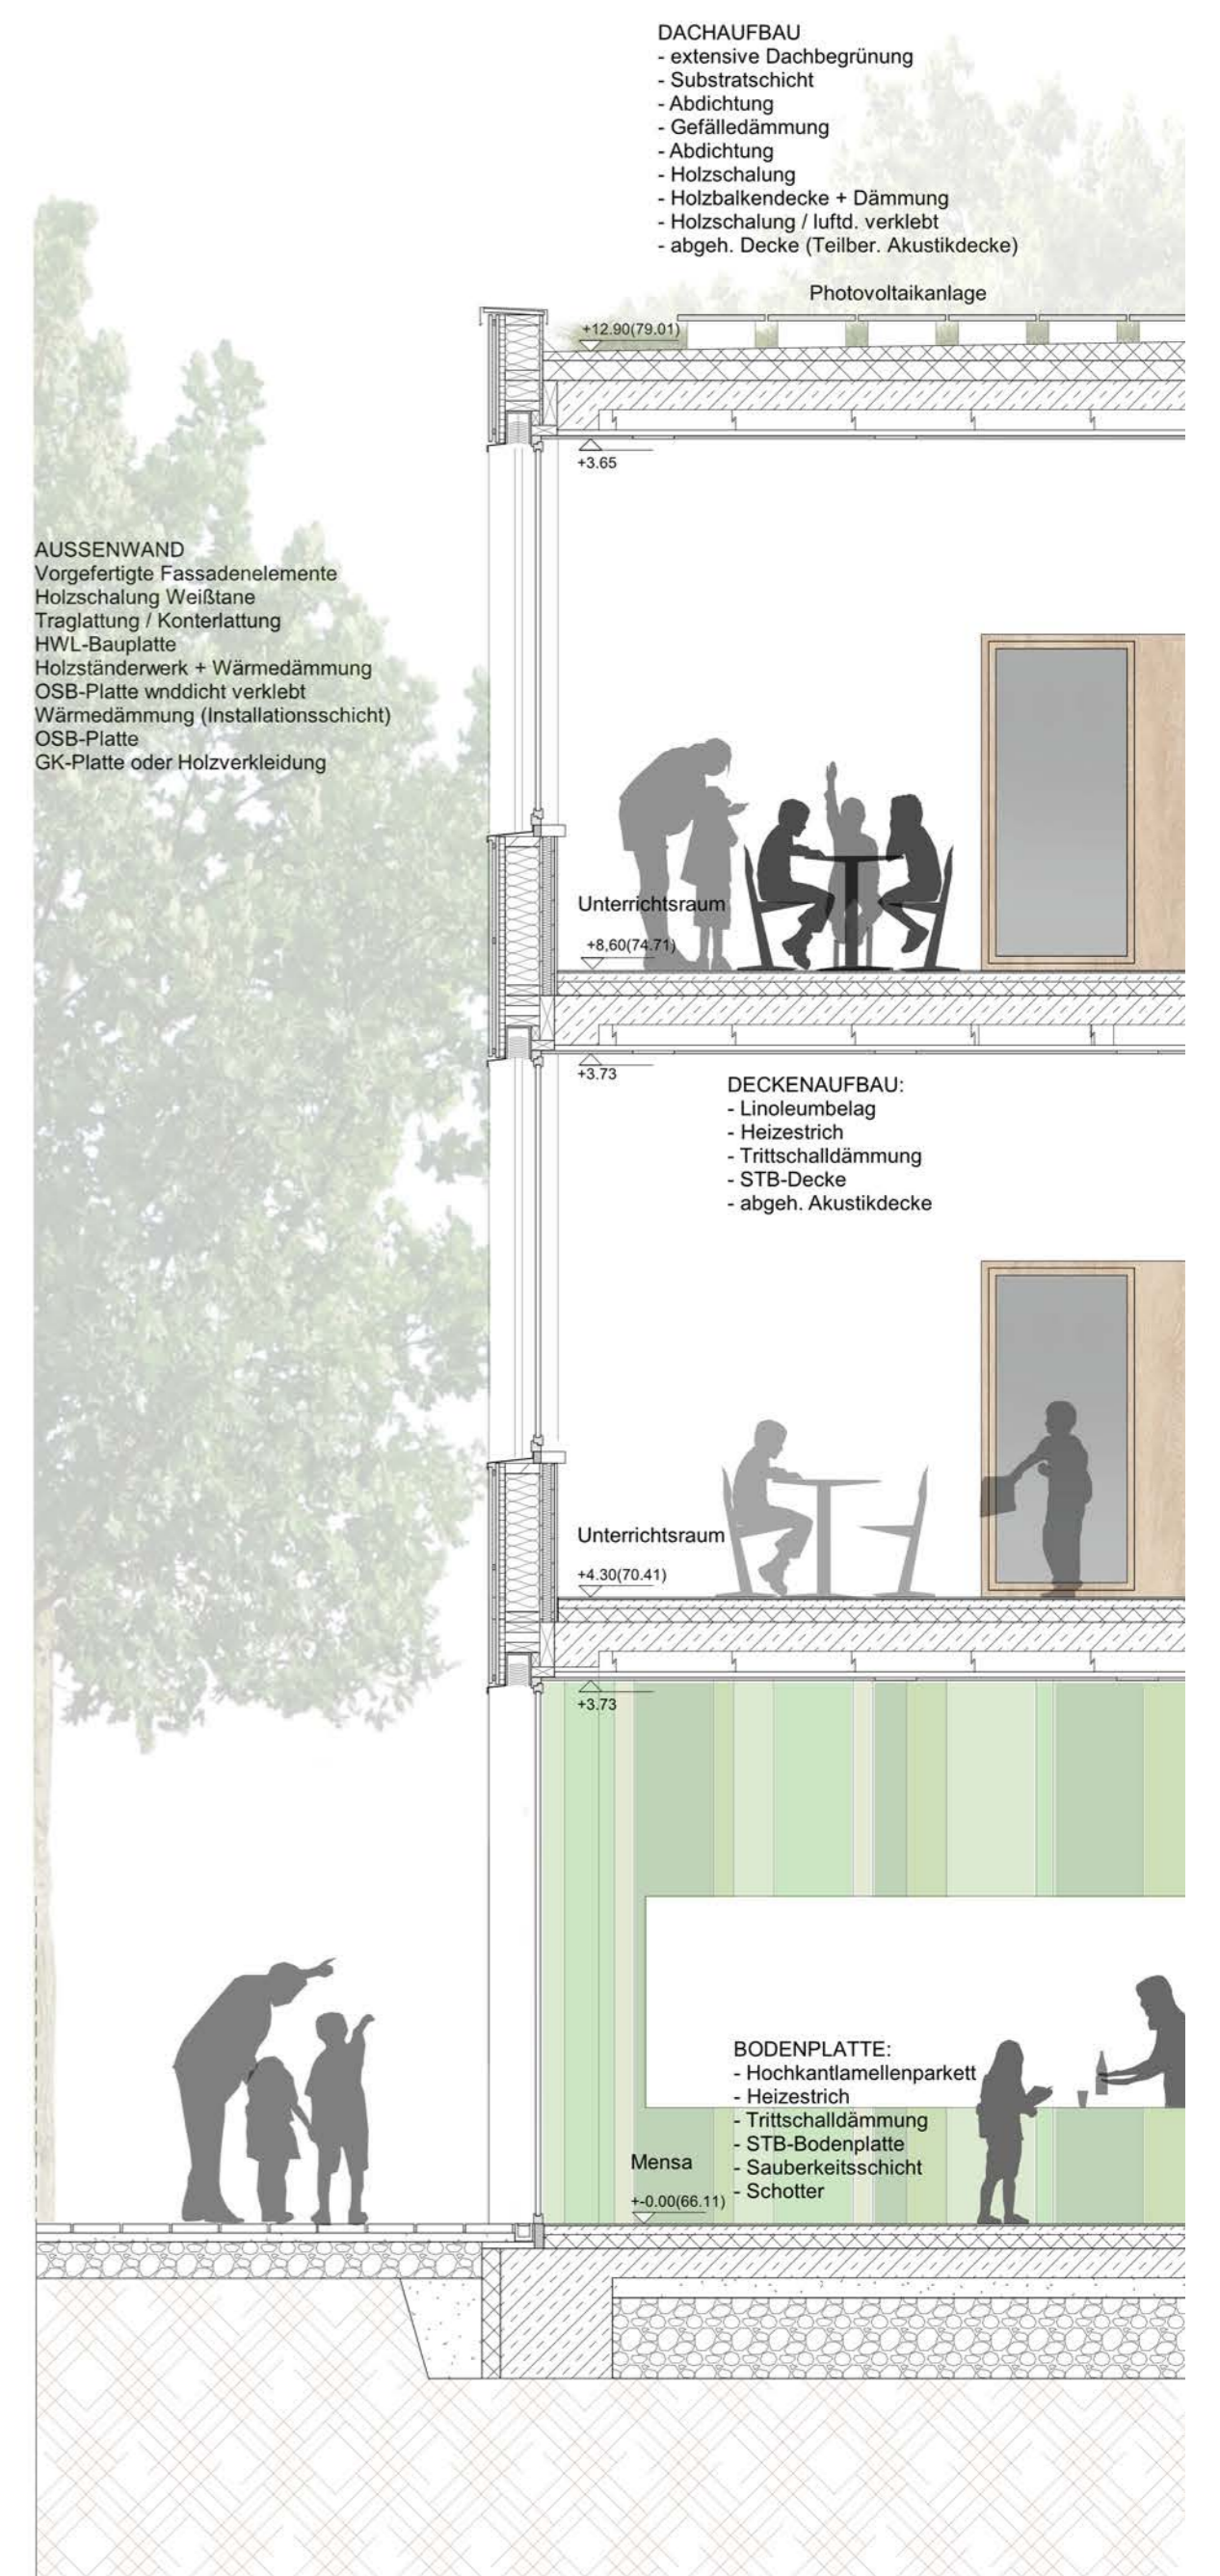 DACHAUFBAU
- extensive Dachbegrünung
- Substratschicht
- Abdichtung
- Gefälledämmung
- Abdichtung
- Holzschalung
- Holzbalkendecke + Dämmung
- Holzschalung / luftd. verklebt
- abgeh. Decke (Teilber. Akustikdecke)
Photovoltaikanlage
+12.90(79.01)
+3.65
AUSSENWAND
Vorgefertigte Fassadenelemente
Holzschalung Weißtane
Traglattung / Konterlattung
HWL-Bauplatte
Holzständerwerk + Wärmedämmung
OSB-Platte wnddicht verklebt
Wärmedämmung (Installationsschicht)
OSB-Platte
GK-Platte oder Holzverkleidung
Unterrichtsraum
+8,60(74.71)
+3.73
DECKENAUFBAU:
- Linoleumbelag
- Heizestrich
- Trittschalldämmung
- STB-Decke
- abgeh. Akustikdecke
Unterrichtsraum
+4.30(70.41)
+3.73
BODENPLATTE:
- Hochkantlamellenparkett
- Heizestrich
- Trittschalldämmung
- STB-Bodenplatte
- Sauberkeitsschicht
- Schotter
Mensa
+-0.00(66.11)